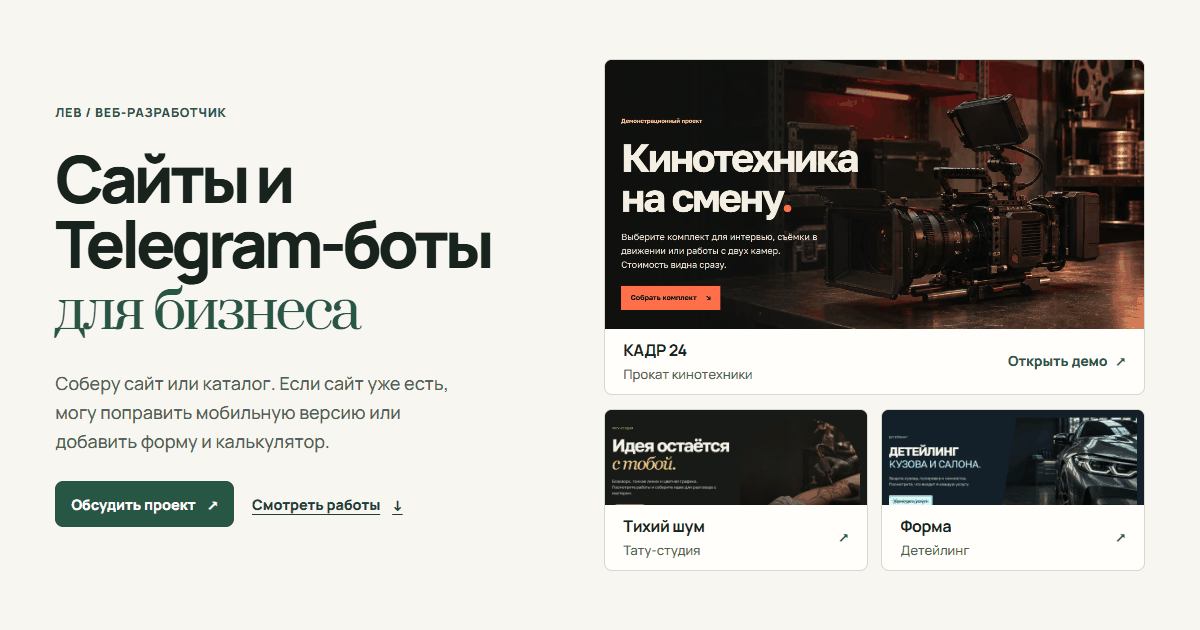 ЛЕВ / ВЕБ-РАЗРАБОТЧИК
Сайты и
Telegram-боты
для бизнеса
Соберу сайт или каталог. Если сайт уже есть,
могу поправить мобильную версию или
добавить форму и калькулятор.
Обсудить проект ↗
Смотреть работы ↓
Демонстрационный проект
Кинотехника
на смену.
Выберите комплект для интервью, съёмки в
движении или работы с двух камер.
Стоимость видна сразу.
Собрать комплект ↘
КАДР 24
Прокат кинотехники
Открыть демо ↗
Идея остаётся
с тобой.
Тихий шум
Тату-студия
↗
ДЕТЕЙЛИНГ
КУЗОВА И САЛОНА.
Форма
Детейлинг
↗